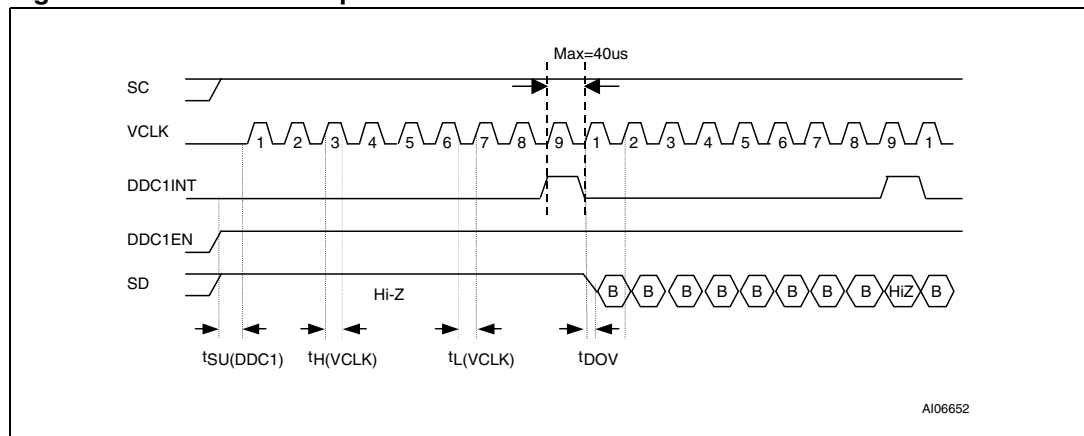 Max=40us
SC
VCLK
1 2 3 4 5 6 7 8 9 1 2 3 4 5 6 7 8 9 1
DDC1INT
DDC1EN
SD
Hi-Z
B B B B B B B B HiZ B
tSU(DDC1)
tH(VCLK)
tL(VCLK)
tDOV
AI06652